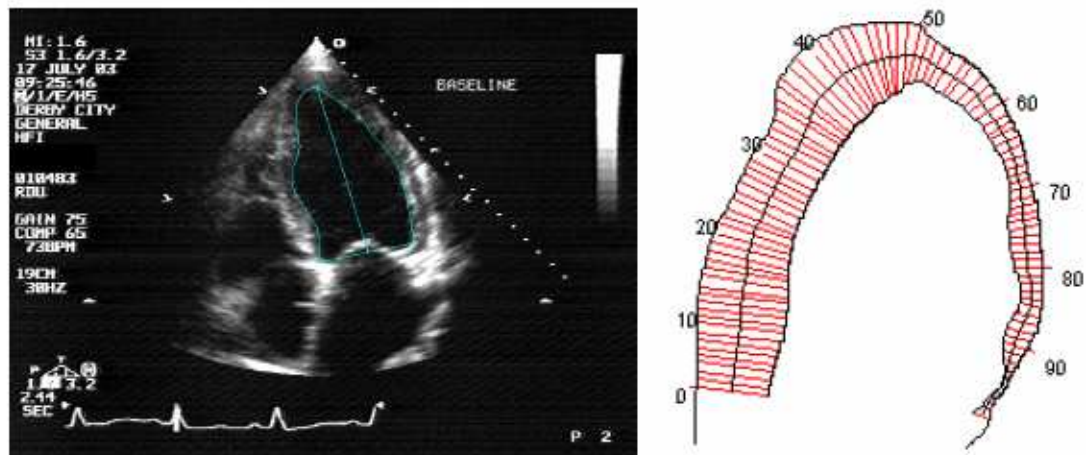 MI:1.6
S3 1.6/3.2
17 JULY 03
09:25:46
/1/E/H5
DERBY CITY
GENERAL
HFI
010483
RDU
GAIN 75
COMP 65
73BPM
19CM
30HZ
BASELINE
P
3.2
2.44
SEC
P 2
0
10
20
30
40
50
60
70
80
90